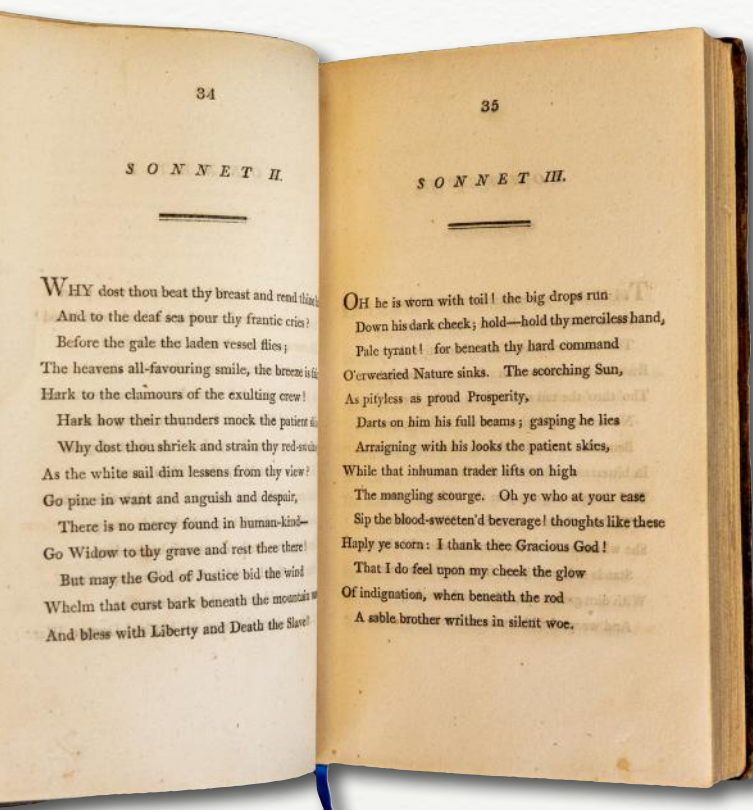 34
SONNET II.
WHY dost thou beat thy breast and rend
And to the deaf sea pour thy frantic cries?
Before the gale the laden vessel flies;
The heavens all-favouring smile, the breeze is
Hark to the clamours of the exulting crew!
Hark how their thunders mock the patient
Why dost thou shriek and strain thy
As the white sail dim lessens from thy view?
Go pine in want and anguish and despair,
There is no mercy found in human-kind—
Go Widow to thy grave and rest thee there!
But may the God of Justice bid the wind
Whelm that curst bark beneath the mountain
And bless with Liberty and Death the Slave!
35
SONNET III.
OH he is worn with toil! the big drops run
Down his dark cheek; hold—hold thy merciless hand,
Pale tyrant! for beneath thy hard command
O'erwearied Nature sinks. The scorching Sun,
As pityless as proud Prosperity,
Darts on him his full beams; gasping he lies
Arraigning with his looks the patient skies,
While that inhuman trader lifts on high
The mangling scourge. Oh ye who at your ease
Sip the blood-sweeten'd beverage! thoughts like these
Haply ye scorn: I thank thee Gracious God!
That I do feel upon my cheek the glow
Of indignation, when beneath the rod
A sable brother writhes in silent woe.